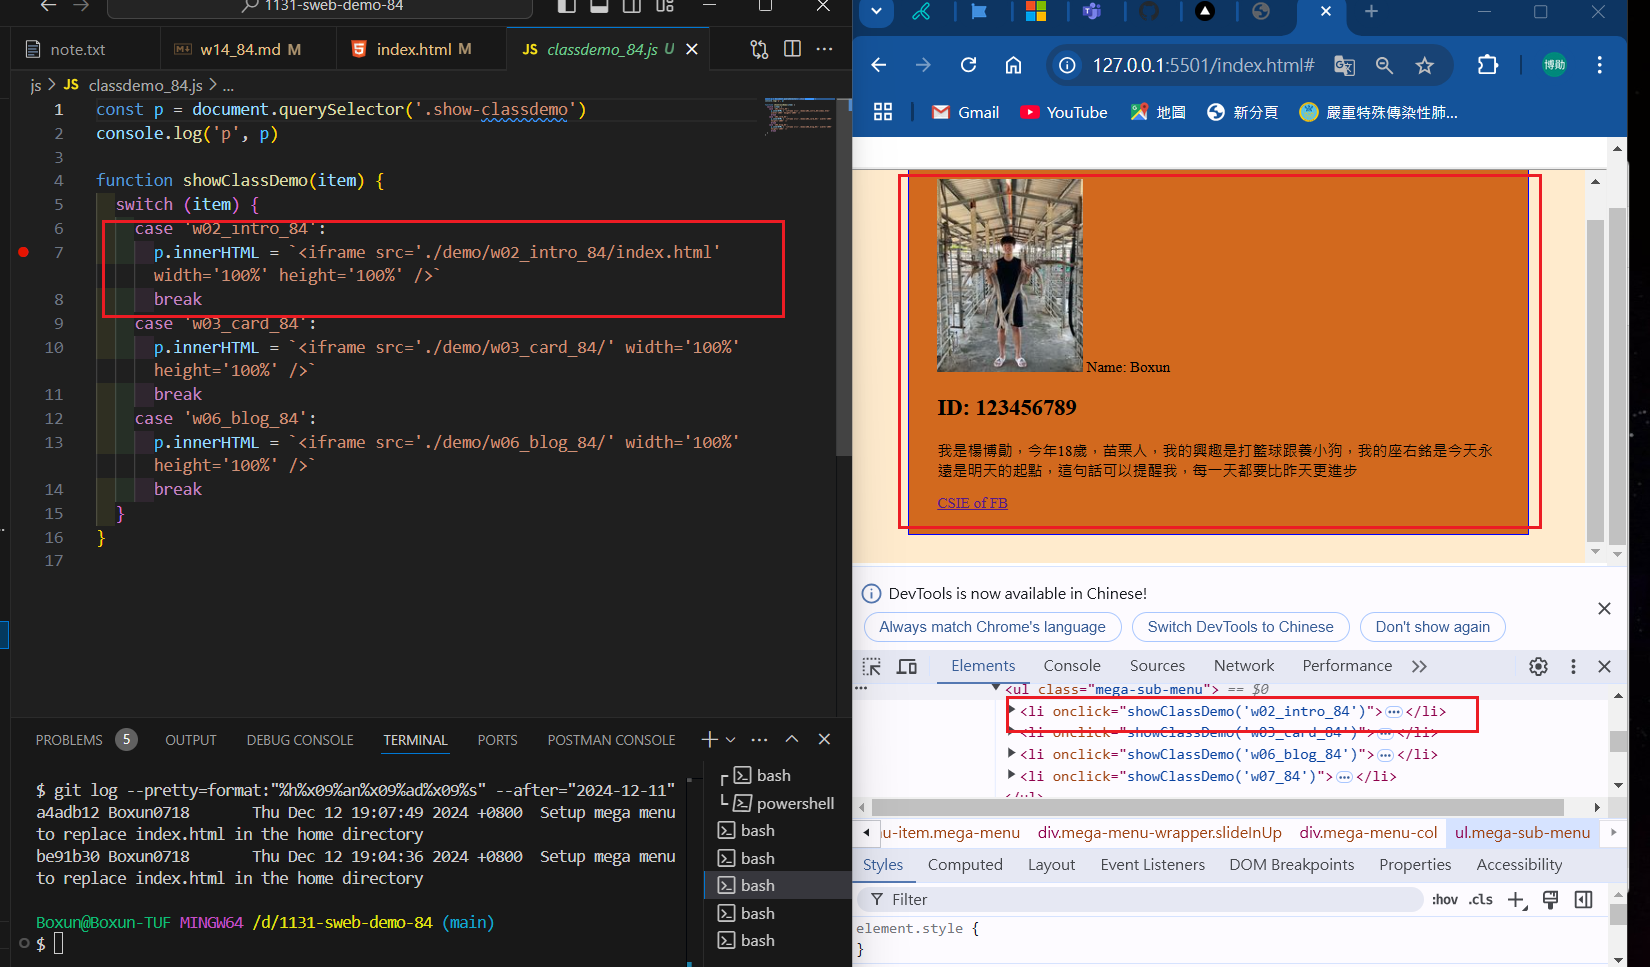 1131-sweb-demo-84
note.txt
w14_84.md M
index.html M
JS classdemo_84.js U
js > JS classdemo_84.js > ...
1 const p = document.querySelector('.show-classdemo')
2 console.log('p', p)
3
4 function showClassDemo(item) {
5 switch (item) {
6 case 'w02_intro_84':
7 p.innerHTML = `<iframe src='./demo/w02_intro_84/index.html'
width='100%' height='100%' />`
8 break
9 case 'w03_card_84':
10 p.innerHTML = `<iframe src='./demo/w03_card_84/' width='100%'
height='100%' />`
11 break
12 case 'w06_blog_84':
13 p.innerHTML = `<iframe src='./demo/w06_blog_84/' width='100%'
height='100%' />`
14 break
15 }
16 }
17
PROBLEMS 5 OUTPUT DEBUG CONSOLE TERMINAL PORTS POSTMAN CONSOLE
$ git log --pretty=format:"%h%x09%an%x09%ad%x09%s" --after="2024-12-11"
a4adb12 Boxun0718 Thu Dec 12 19:07:49 2024 +0800 Setup mega menu
to replace index.html in the home directory
be91b30 Boxun0718 Thu Dec 12 19:04:36 2024 +0800 Setup mega menu
to replace index.html in the home directory
Boxun@Boxun-TUF MINGW64 /d/1131-sweb-demo-84 (main)
$
bash
powershell
bash
bash
bash
bash
bash
127.0.0.1:5501/index.html#
博勛
Gmail YouTube 地圖 新分頁 嚴重特殊傳染性肺...
Name: Boxun
ID: 123456789
我是楊博勛，今年18歲，苗栗人，我的興趣是打籃球跟養小狗，我的座右銘是今天永
遠是明天的起點，這句話可以提醒我，每一天都要比昨天更進步
CSIE of FB
DevTools is now available in Chinese!
Always match Chrome's language
Switch DevTools to Chinese
Don't show again
Elements Console Sources Network Performance
<ul class="mega-sub-menu"> == $0
<li onclick="showClassDemo('w02_intro_84')">…</li>
<li onclick="showClassDemo('w03_card_84')">…</li>
<li onclick="showClassDemo('w06_blog_84')">…</li>
<li onclick="showClassDemo('w07_84')">…</li>
</ul>
u-item.mega-menu div.mega-menu-wrapper.slideInUp div.mega-menu-col ul.mega-sub-menu
Styles Computed Layout Event Listeners DOM Breakpoints Properties Accessibility
Filter
:hov .cls
element.style {
}